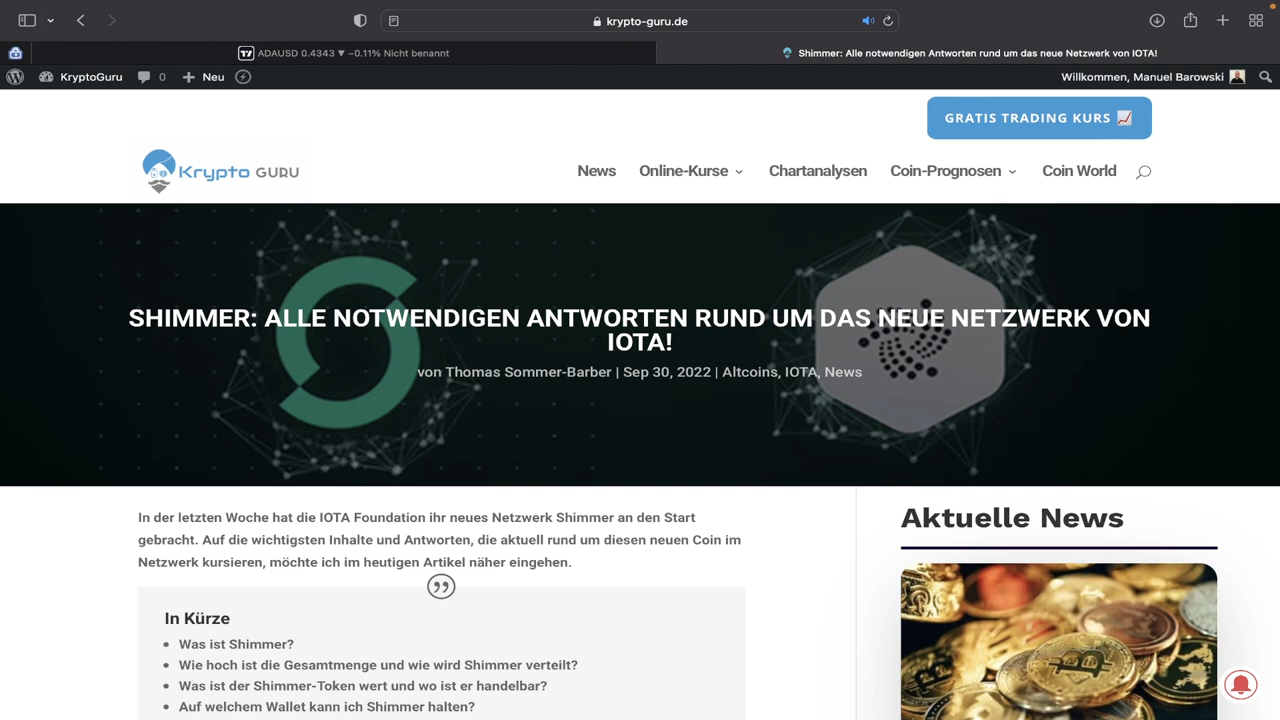 krypto-guru.de
ADAUSD 0.4343 ▼ −0.11% Nicht benannt
Shimmer: Alle notwendigen Antworten rund um das neue Netzwerk von IOTA!
KryptoGuru 0 Neu
Willkommen, Manuel Barowski
GRATIS TRADING KURS 📈
Krypto GURU
News Online-Kurse Chartanalysen Coin-Prognosen Coin World
SHIMMER: ALLE NOTWENDIGEN ANTWORTEN RUND UM DAS NEUE NETZWERK VON
IOTA!
von Thomas Sommer-Barber | Sep 30, 2022 | Altcoins, IOTA, News
In der letzten Woche hat die IOTA Foundation ihr neues Netzwerk Shimmer an den Start
gebracht. Auf die wichtigsten Inhalte und Antworten, die aktuell rund um diesen neuen Coin im
Netzwerk kursieren, möchte ich im heutigen Artikel näher eingehen.
In Kürze
• Was ist Shimmer?
• Wie hoch ist die Gesamtmenge und wie wird Shimmer verteilt?
• Was ist der Shimmer-Token wert und wo ist er handelbar?
• Auf welchem Wallet kann ich Shimmer halten?
Aktuelle News